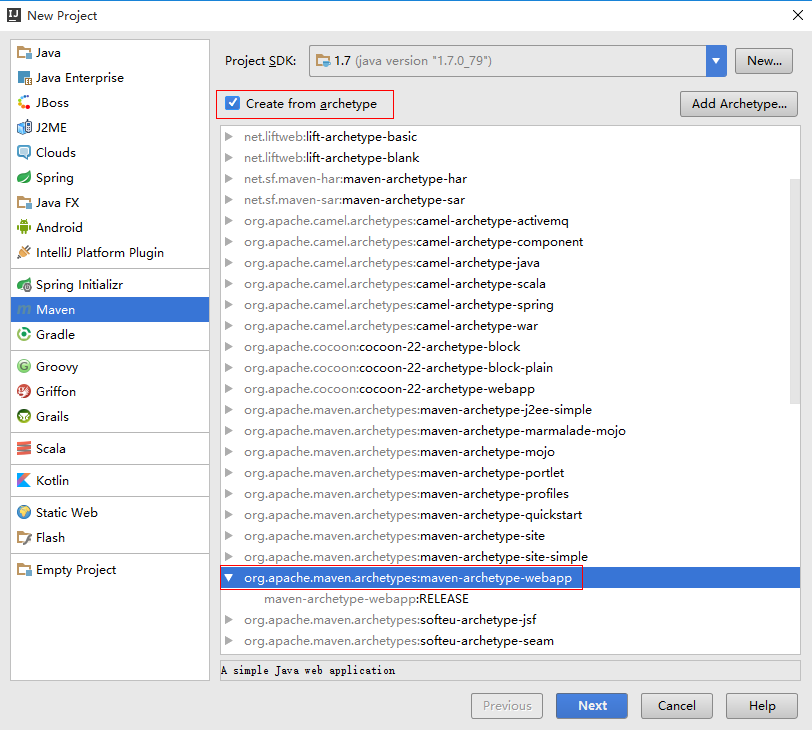 New Project
Java
Java Enterprise
JBoss
J2ME
Clouds
Spring
Java FX
Android
IntelliJ Platform Plugin
Spring Initializr
Maven
Gradle
Groovy
Griffon
Grails
Scala
Kotlin
Static Web
Flash
Empty Project
Project SDK: 1.7 (java version "1.7.0_79") New...
Create from archetype Add Archetype...
net.liftweb:lift-archetype-basic
net.liftweb:lift-archetype-blank
net.sf.maven-har:maven-archetype-har
net.sf.maven-sar:maven-archetype-sar
org.apache.camel.archetypes:camel-archetype-activemq
org.apache.camel.archetypes:camel-archetype-component
org.apache.camel.archetypes:camel-archetype-java
org.apache.camel.archetypes:camel-archetype-scala
org.apache.camel.archetypes:camel-archetype-spring
org.apache.camel.archetypes:camel-archetype-war
org.apache.cocoon:cocoon-22-archetype-block
org.apache.cocoon:cocoon-22-archetype-block-plain
org.apache.cocoon:cocoon-22-archetype-webapp
org.apache.maven.archetypes:maven-archetype-j2ee-simple
org.apache.maven.archetypes:maven-archetype-marmalade-mojo
org.apache.maven.archetypes:maven-archetype-mojo
org.apache.maven.archetypes:maven-archetype-portlet
org.apache.maven.archetypes:maven-archetype-profiles
org.apache.maven.archetypes:maven-archetype-quickstart
org.apache.maven.archetypes:maven-archetype-site
org.apache.maven.archetypes:maven-archetype-site-simple
org.apache.maven.archetypes:maven-archetype-webapp
maven-archetype-webapp:RELEASE
org.apache.maven.archetypes:softeu-archetype-jsf
org.apache.maven.archetypes:softeu-archetype-seam
A simple Java web application
Previous Next Cancel Help